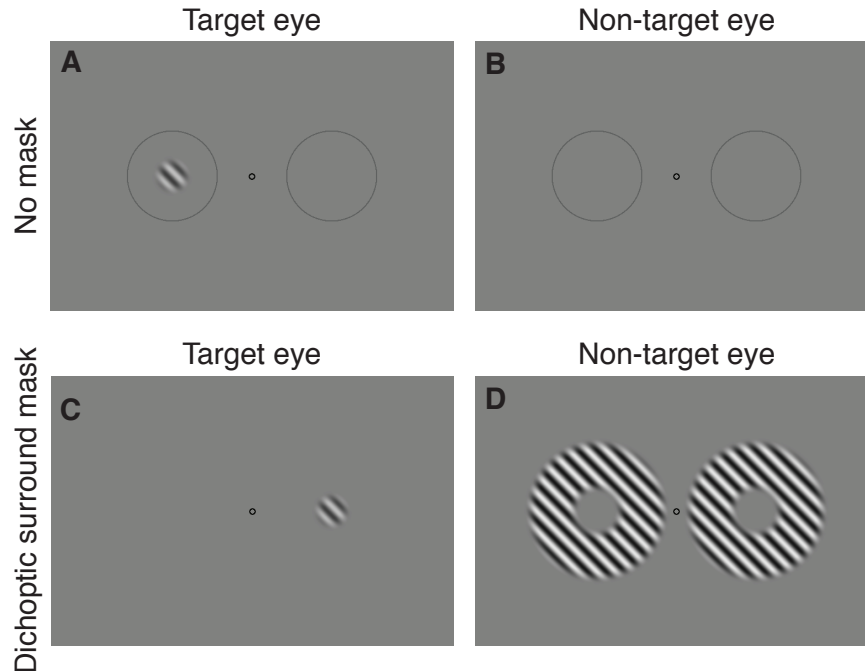 Target eye
Non-target eye
No mask
A
B
Target eye
Non-target eye
Dichoptic surround mask
C
D